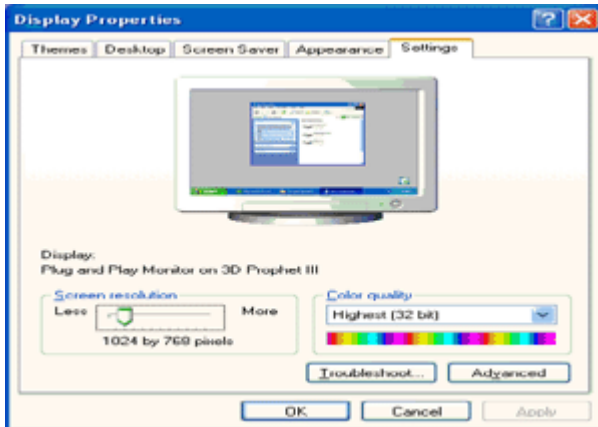 Display Properties
Themes Desktop Screen Saver Appearance Settings
Display:
Plug and Play Monitor on 3D Prophet III
Screen resolution
Less More
1024 by 768 pixels
Color quality
Highest (32 bit)
Troubleshoot... Advanced
OK Cancel Apply